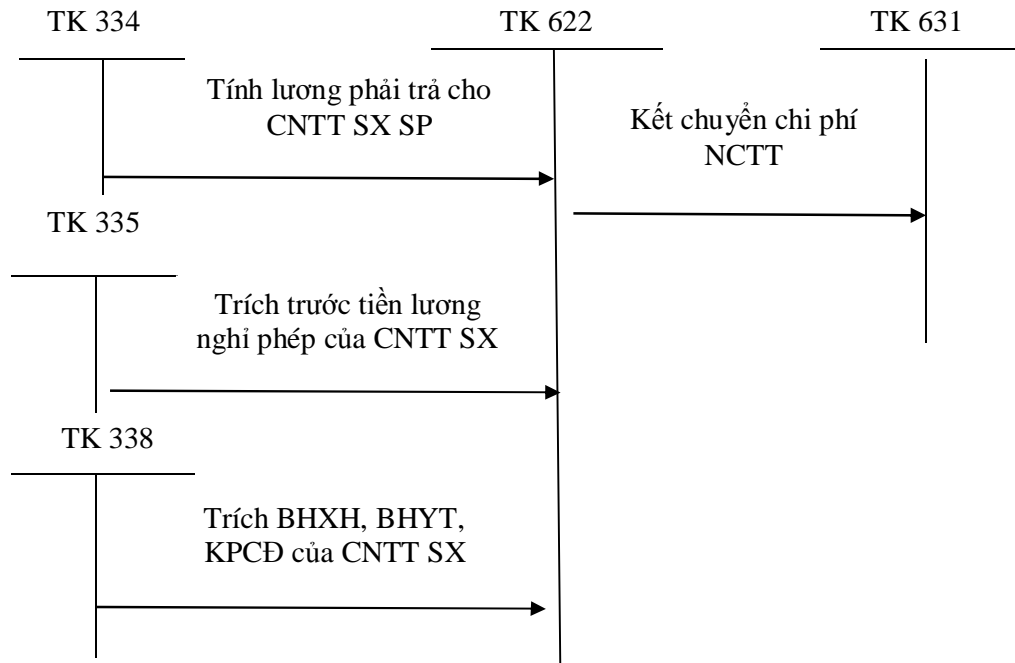 TK 334
TK 622
TK 631
Tính lương phải trả cho
CNTT SX SP
Kết chuyển chi phí
NCTT
TK 335
Trích trước tiền lương
nghỉ phép của CNTT SX
TK 338
Trích BHXH, BHYT,
KPCĐ của CNTT SX